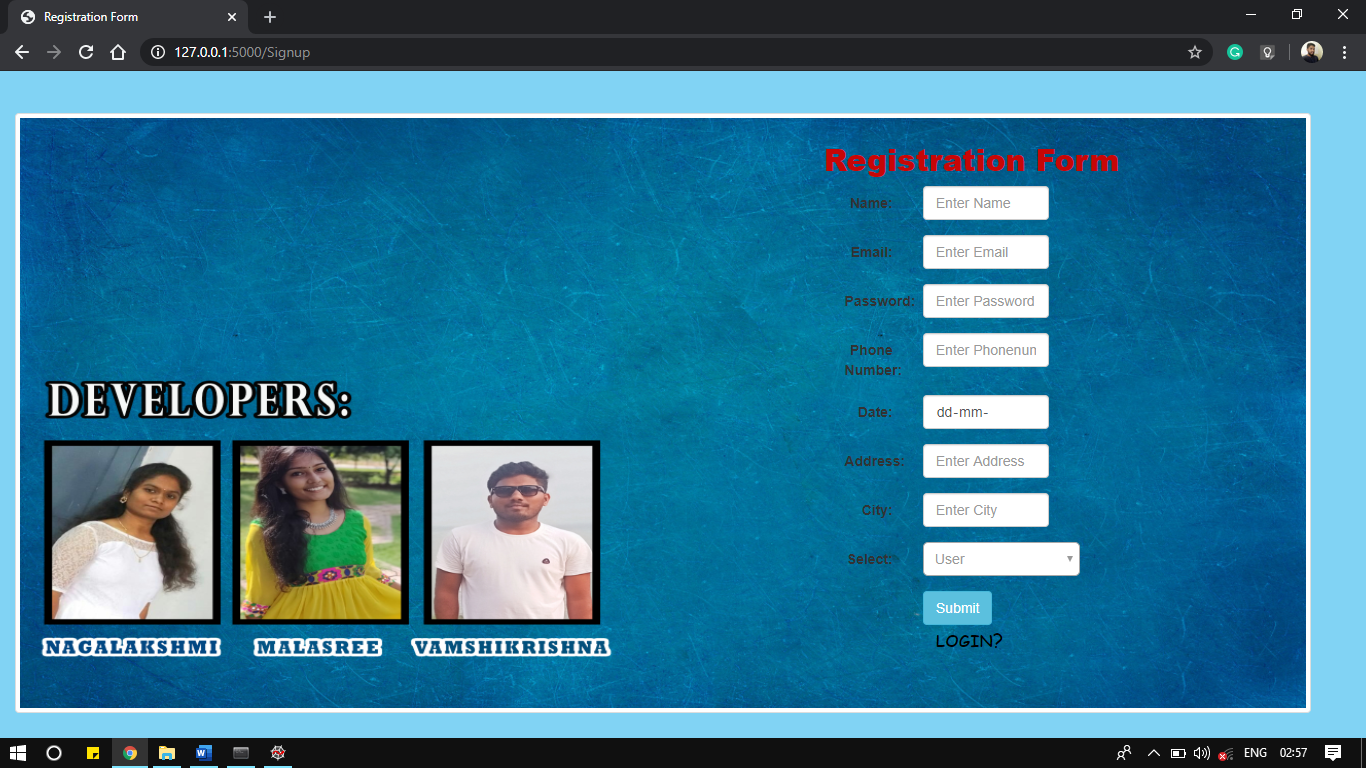 Registration Form
127.0.0.1:5000/Signup
Registration Form
Name: Enter Name
Email: Enter Email
Password: Enter Password
Phone
Number: Enter Phonenum
Date: dd-mm-
Address: Enter Address
City: Enter City
Select: User
Submit
LOGIN?
DEVELOPERS:
NAGALAKSHMI MALASREE VAMSHIKRISHNA
ENG 02:57